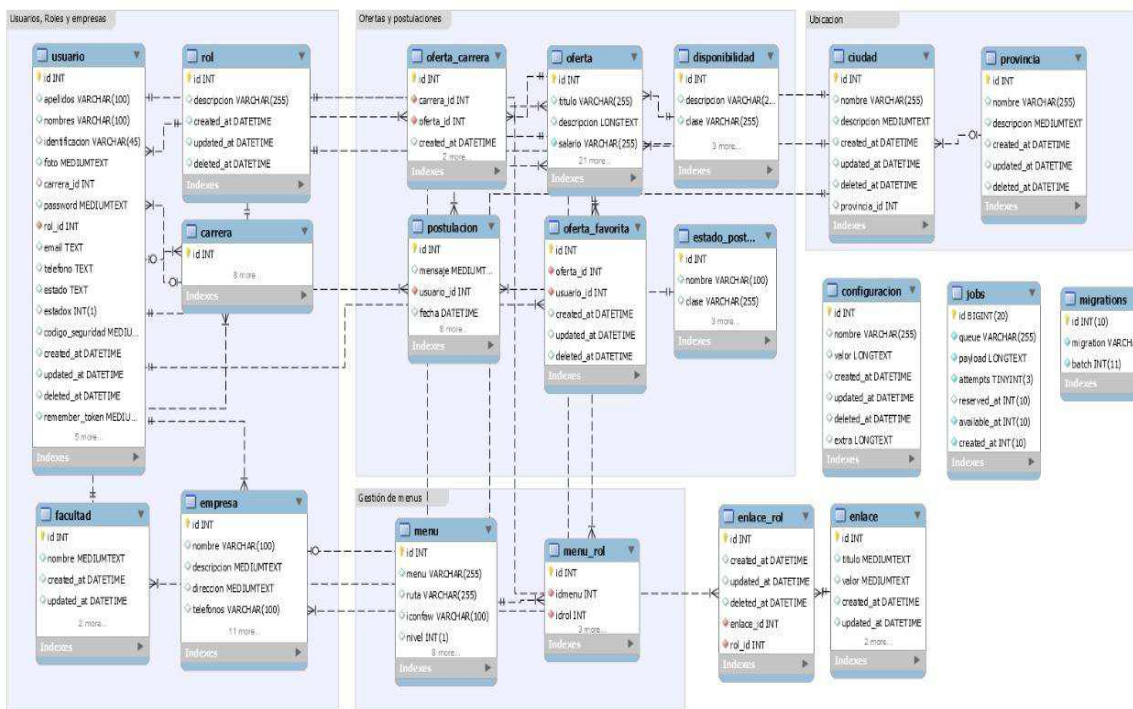 Usuarios, Roles y empresas
usuario
id INT
apelidos VARCHAR(100)
nombres VARCHAR(100)
identificacion VARCHAR(45)
foto MEDIUMTEXT
carrera_id INT
password MEDIUMTEXT
rol_id INT
email TEXT
telefono TEXT
estado TEXT
estadox INT(1)
codigo_seguridad MEDIU...
created_at DATETIME
updated_at DATETIME
deleted_at DATETIME
remember_token MEDIU...
5 more...
Indexes
rol
id INT
descripcion VARCHAR(255)
created_at DATETIME
updated_at DATETIME
deleted_at DATETIME
Indexes
carrera
id INT
8 more...
Indexes
facultad
id INT
nombre MEDIUMTEXT
created_at DATETIME
updated_at DATETIME
2 more...
Indexes
empresa
id INT
nombre VARCHAR(100)
descripcion MEDIUMTEXT
direccion MEDIUMTEXT
telefonos VARCHAR(100)
11 more...
Indexes
Ofertas y postulaciones
oferta_carrera
id INT
carrera_id INT
oferta_id INT
created_at DATETIME
2 more...
Indexes
oferta
id INT
titulo VARCHAR(255)
descripcion LONGTEXT
salario VARCHAR(255)
21 more...
Indexes
disponibilidad
id INT
descripcion VARCHAR(2...
clase VARCHAR(255)
3 more...
Indexes
postulacion
id INT
mensaje MEDIUMT...
usuario_id INT
fecha DATETIME
8 more...
Indexes
oferta_favorita
id INT
oferta_id INT
usuario_id INT
created_at DATETIME
updated_at DATETIME
deleted_at DATETIME
Indexes
estado_post...
id INT
nombre VARCHAR(100)
clase VARCHAR(255)
3 more...
Indexes
Gestión de menus
menu
id INT
menu VARCHAR(255)
ruta VARCHAR(255)
iconfaw VARCHAR(100)
nivel INT(1)
8 more...
Indexes
menu_rol
id INT
idmenu INT
idrol INT
3 more...
Indexes
Ubicacion
ciudad
id INT
nombre VARCHAR(255)
descripcion MEDIUMTEXT
created_at DATETIME
updated_at DATETIME
deleted_at DATETIME
provincia_id INT
Indexes
provincia
id INT
nombre VARCHAR(255)
descripcion MEDIUMTEXT
created_at DATETIME
updated_at DATETIME
deleted_at DATETIME
Indexes
configuracion
id INT
nombre VARCHAR(255)
valor LONGTEXT
created_at DATETIME
updated_at DATETIME
deleted_at DATETIME
extra LONGTEXT
Indexes
jobs
id BIGINT(20)
queue VARCHAR(255)
payload LONGTEXT
attempts TINYINT(3)
reserved_at INT(10)
available_at INT(10)
created_at INT(10)
Indexes
migrations
id INT(10)
migration VARCHA
batch INT(11)
Indexes
enlace_rol
id INT
created_at DATETIME
updated_at DATETIME
deleted_at DATETIME
enlace_id INT
rol_id INT
Indexes
enlace
id INT
titulo MEDIUMTEXT
valor MEDIUMTEXT
created_at DATETIME
updated_at DATETIME
2 more...
Indexes